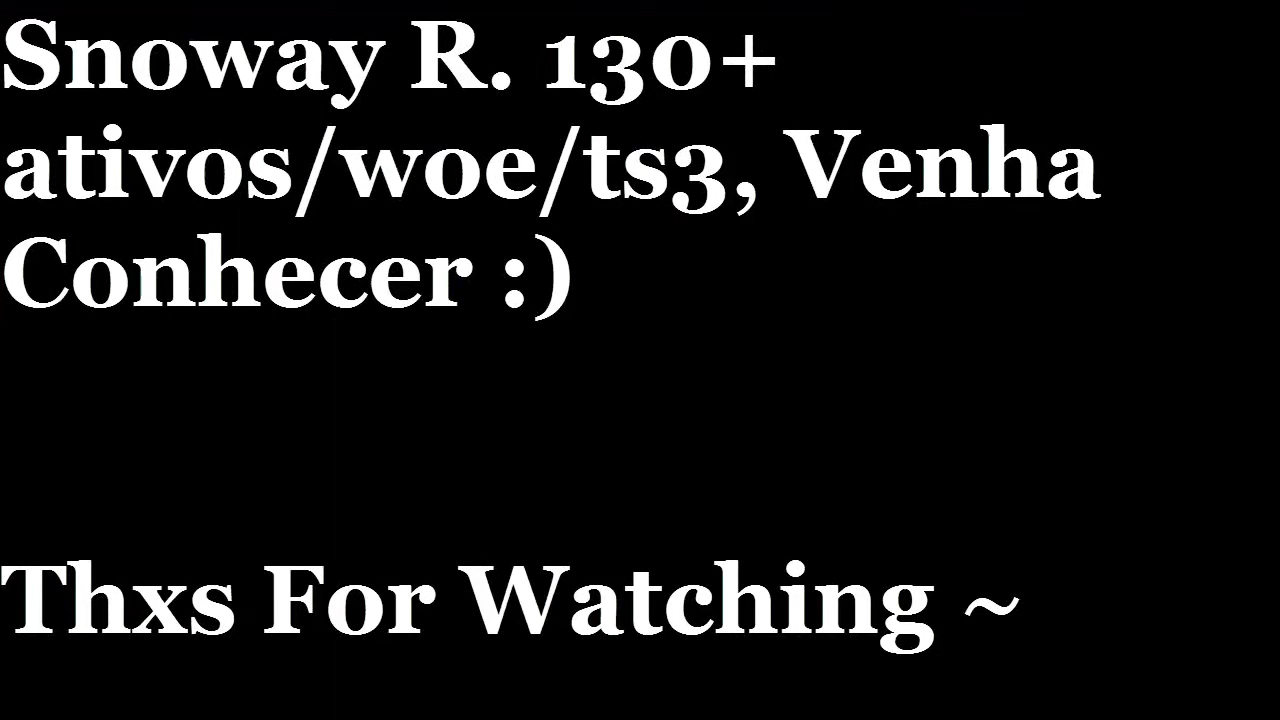 Snoway R. 130+
ativos/woe/ts3, Venha
Conhecer :)
Thxs For Watching ~